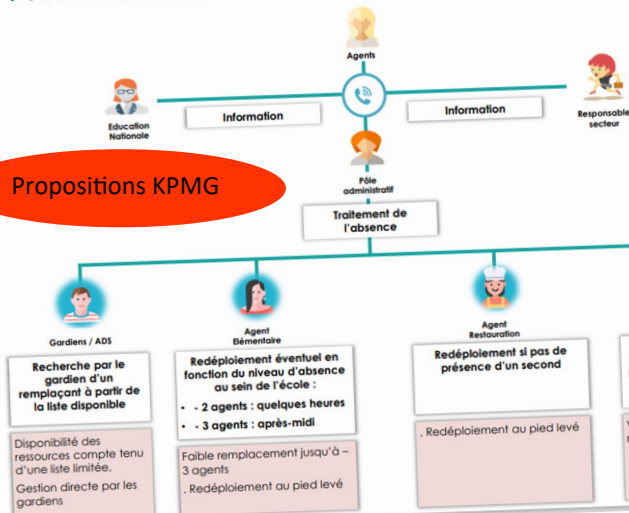 Agents
Education
Nationale
Information
Information
Responsable
secteur
Propositions KPMG
Pôle
administratif
Traitement de
l'absence
Gardiens / ADS
Recherche par le
gardien d'un
remplaçant à partir de
la liste disponible
Disponibilité des
ressources compte tenu
d'une liste limitée.
Gestion directe par les
gardiens
Agent
Elémentaire
Redéploiement éventuel en
fonction du niveau d'absence
au sein de l'école :
• - 2 agents : quelques heures
• - 3 agents : après-midi
Faible remplacement jusqu'à –
3 agents
. Redéploiement au pied levé
Agent
Restauration
Redéploiement si pas de
présence d'un second
. Redéploiement au pied levé